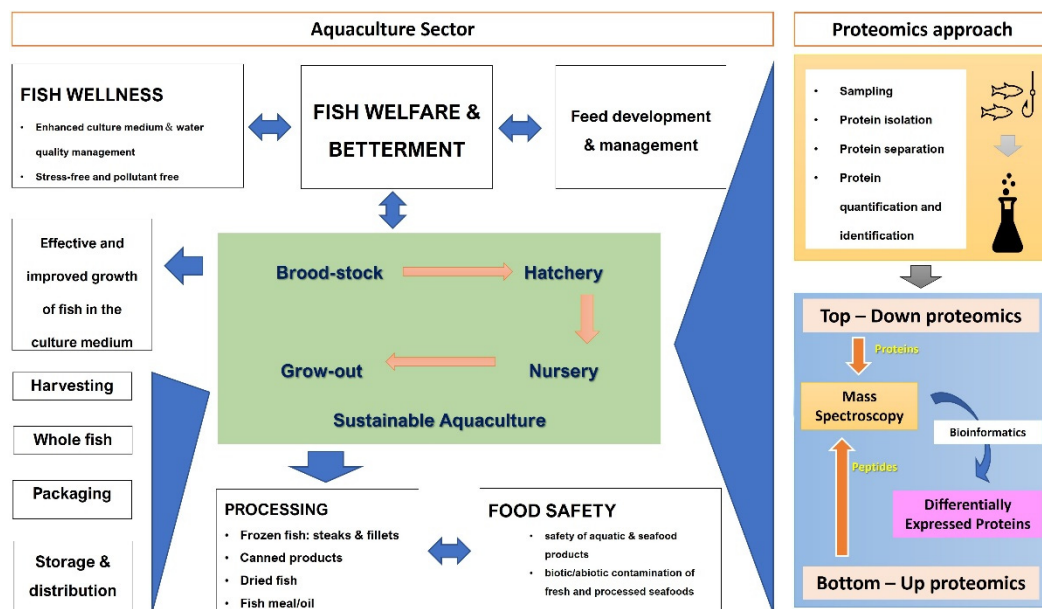 Aquaculture Sector
FISH WELLNESS
• Enhanced culture medium & water
quality management
• Stress-free and pollutant free
FISH WELFARE &
BETTERMENT
Feed development
& management
Effective and
improved growth
of fish in the
culture medium
Brood-stock
Hatchery
Grow-out
Nursery
Sustainable Aquaculture
Harvesting
Whole fish
Packaging
Storage &
distribution
PROCESSING
• Frozen fish: steaks & fillets
• Canned products
• Dried fish
• Fish meal/oil
FOOD SAFETY
• safety of aquatic & seafood
products
• biotic/abiotic contamination of
fresh and processed seafoods
Proteomics approach
• Sampling
• Protein isolation
• Protein separation
• Protein
quantification and
identification
Top – Down proteomics
Proteins
Mass
Spectroscopy
Bioinformatics
Peptides
Differentially
Expressed Proteins
Bottom – Up proteomics